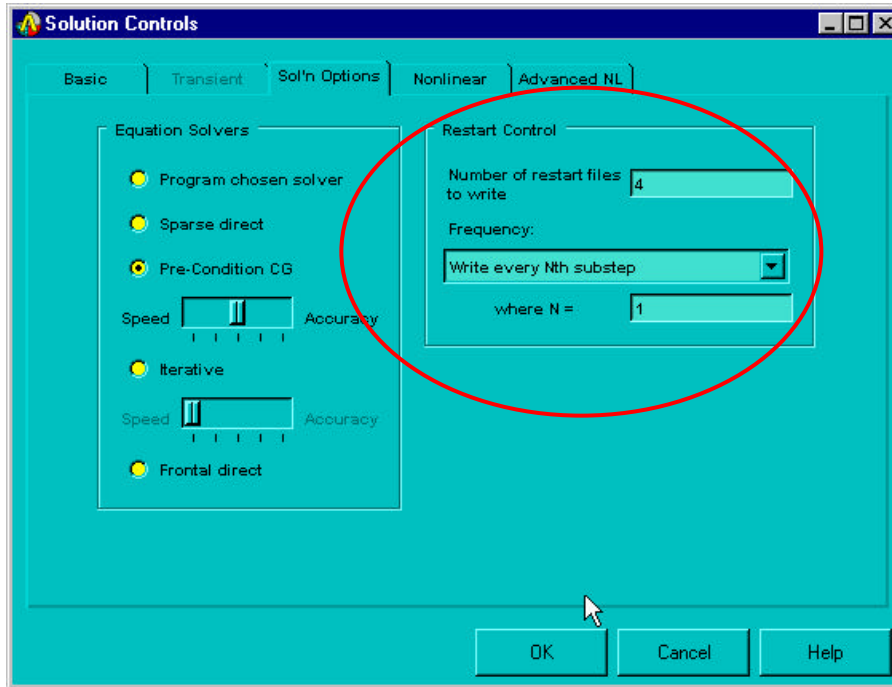 Solution Controls
Basic
Transient
Sol'n Options
Nonlinear
Advanced NL
Equation Solvers
Program chosen solver
Sparse direct
Pre-Condition CG
Speed
Accuracy
Iterative
Speed
Accuracy
Frontal direct
Restart Control
Number of restart files
to write
4
Frequency:
Write every Nth substep
where N =
1
OK
Cancel
Help